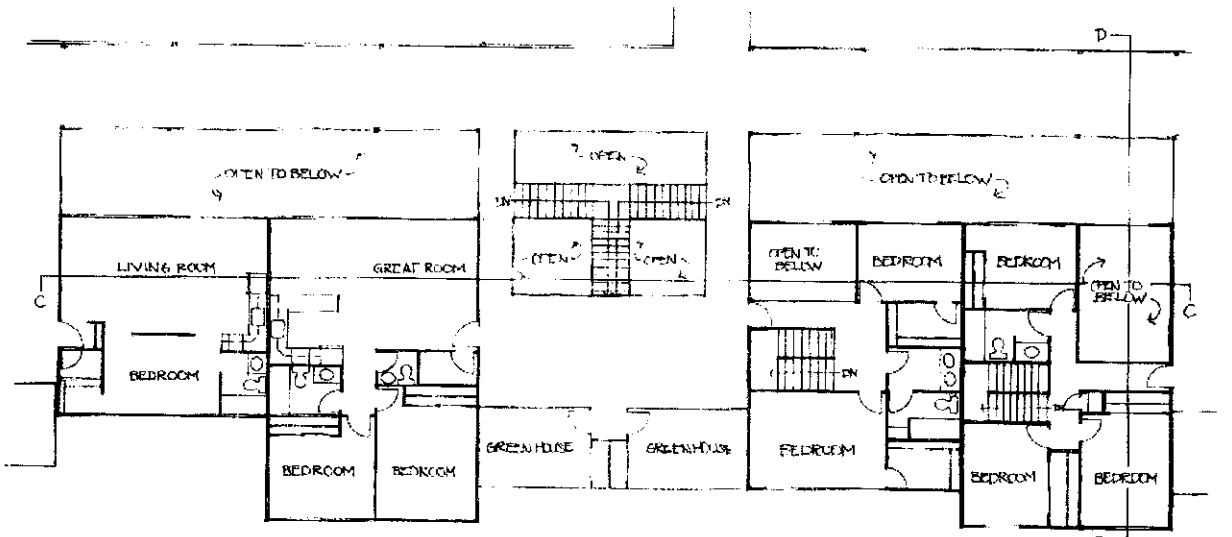 D
OPEN
OPEN TO BELOW
OPEN TO BELOW
DN
DN
LIVING ROOM
GREAT ROOM
OPEN
OPEN
OPEN TO
BELOW
BEDROOM
BEDROOM
OPEN TO
BELOW
C
C
BEDROOM
DN
DN
GREENHOUSE
GREENHOUSE
BEDROOM
BEDROOM
BEDROOM
BEDROOM
BEDROOM